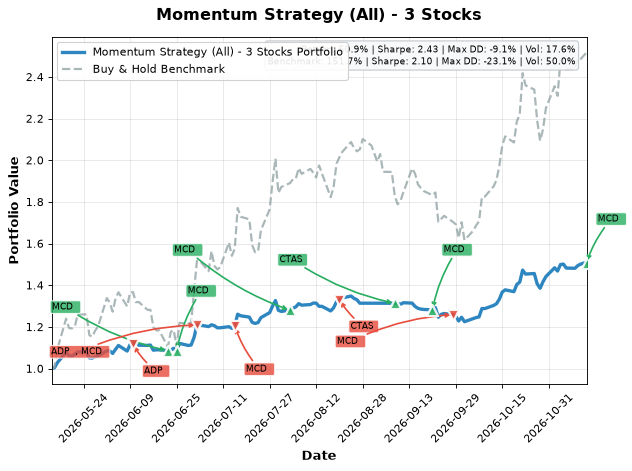 Momentum Strategy (All) - 3 Stocks
Momentum Strategy (All) - 3 Stocks Portfolio
Buy & Hold Benchmark
.9% | Sharpe: 2.43 | Max DD: -9.1% | Vol: 17.6%
.7% | Sharpe: 2.10 | Max DD: -23.1% | Vol: 50.0%
Portfolio Value
2.4
2.2
2.0
1.8
1.6
1.4
1.2
1.0
MCD
MCD
CTAS
MCD
MCD
MCD
ADP
MCD
ADP
MCD
CTAS
MCD
2026-05-24
2026-06-09
2026-06-25
2026-07-11
2026-07-27
2026-08-12
2026-08-28
2026-09-13
2026-09-29
2026-10-15
2026-10-31
Date